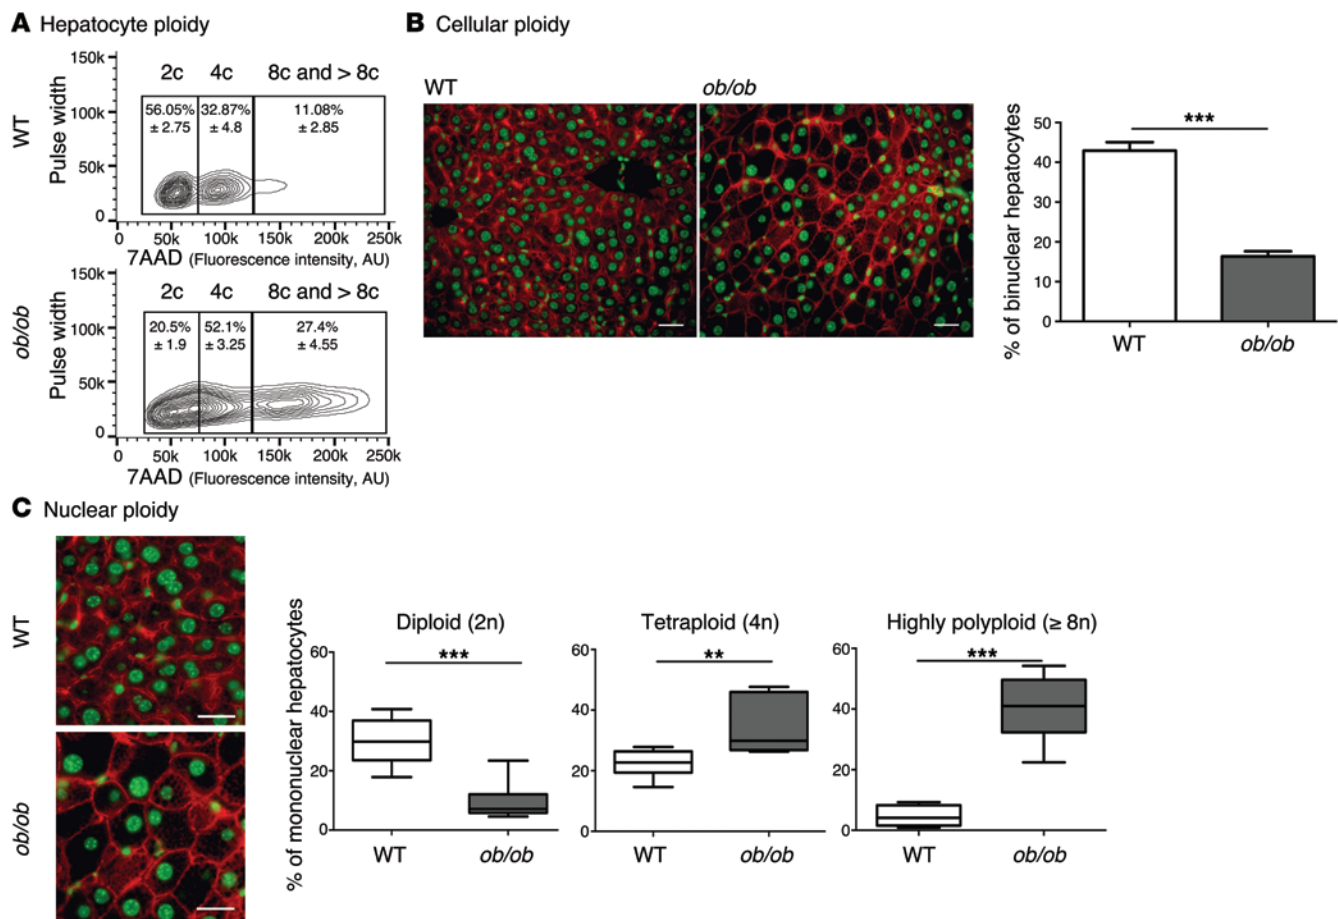 A Hepatocyte ploidy
150k
2c 4c 8c and > 8c
100k
56.05% 32.87% 11.08%
± 2.75 ± 4.8 ± 2.85
50k
0
WT
Pulse width
0 50k 100k 150k 200k 250k
7AAD (Fluorescence intensity, AU)
150k
2c 4c 8c and > 8c
100k
20.5% 52.1% 27.4%
± 1.9 ± 3.25 ± 4.55
50k
0
ob/ob
Pulse width
0 50k 100k 150k 200k 250k
7AAD (Fluorescence intensity, AU)
B Cellular ploidy
WT ob/ob
% of binuclear hepatocytes
50
40
30
20
10
0
***
WT ob/ob
C Nuclear ploidy
WT
ob/ob
% of mononuclear hepatocytes
Diploid (2n)
60
40
20
0
***
WT ob/ob
Tetraploid (4n)
60
40
20
0
**
WT ob/ob
Highly polyploid (≥ 8n)
60
40
20
0
***
WT ob/ob